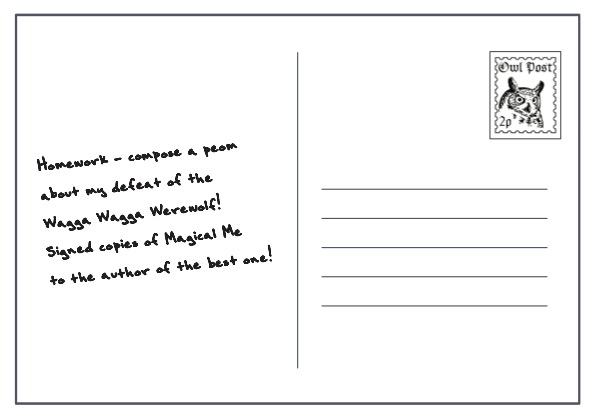 Homework – compose a peom
about my defeat of the
Wagga Wagga Werewolf!
Signed copies of Magical Me
to the author of the best one!
Owl Post
2p